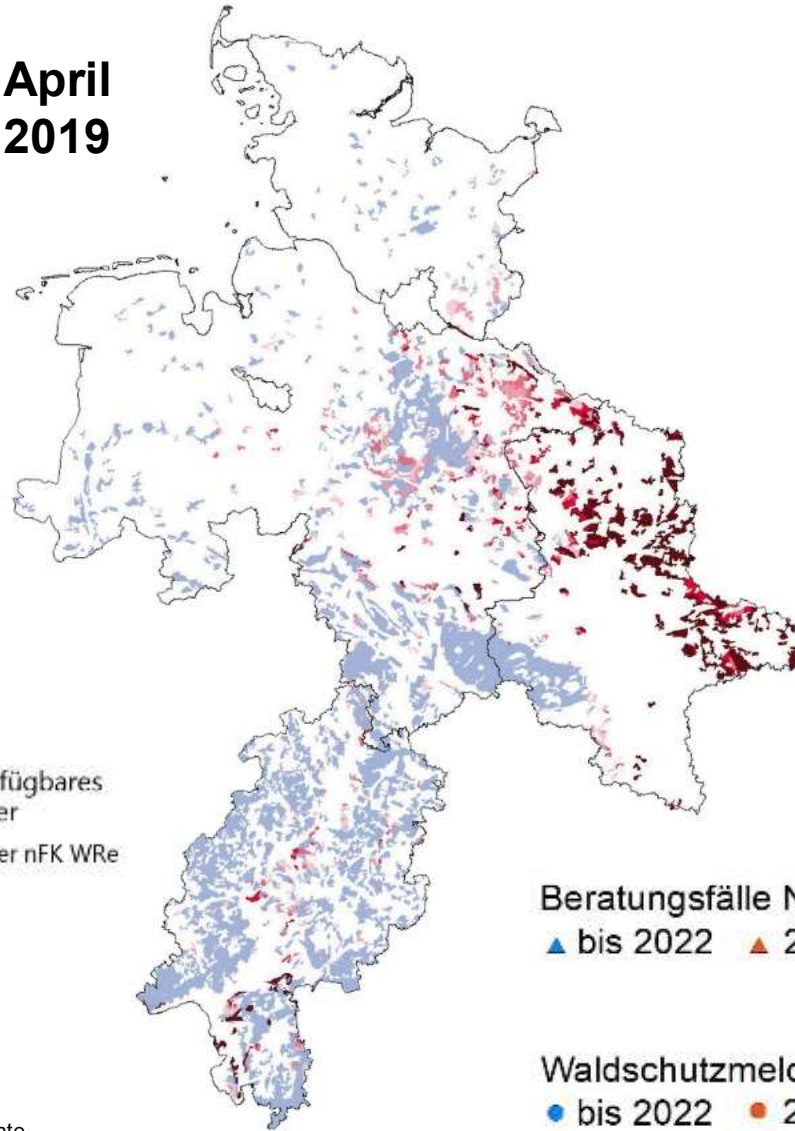 April
2019
fügbares
er
er nFK WRe
Beratungsfälle N
bis 2022 2
Waldschutzmeld
bis 2022 2